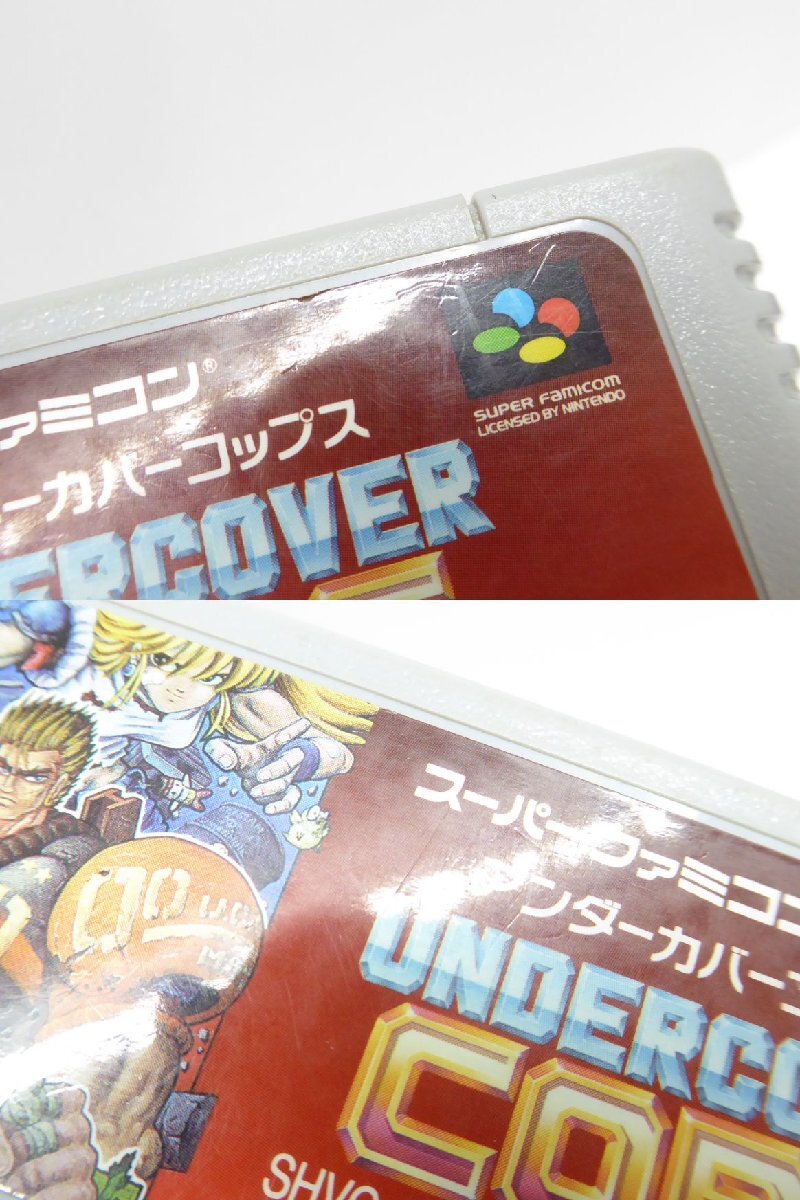 ファミコン®
ーカバーコップス
ERCOVER
SUPER FAMICOM
LICENSED BY NINTENDO
スーパーファミコン
ンダーカバー
UNDERCO
COP
SHVC